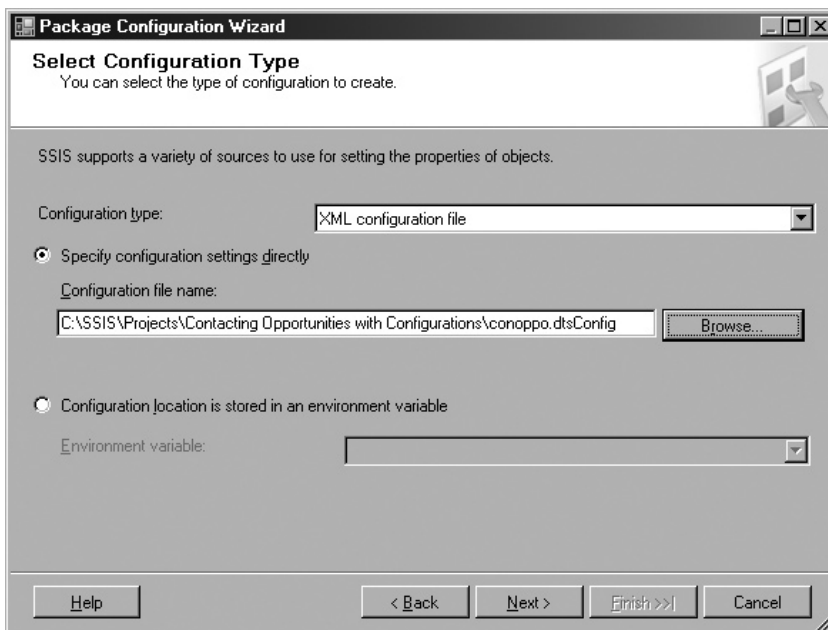 Package Configuration Wizard
Select Configuration Type
You can select the type of configuration to create.
SSIS supports a variety of sources to use for setting the properties of objects.
Configuration type:
XML configuration file
Specify configuration settings directly
Configuration file name:
C:\SSIS\Projects\Contacting Opportunities with Configurations\conoppo.dtsConfig
Browse...
Configuration location is stored in an environment variable
Environment variable:
Help
< Back
Next >
Finish >>|
Cancel